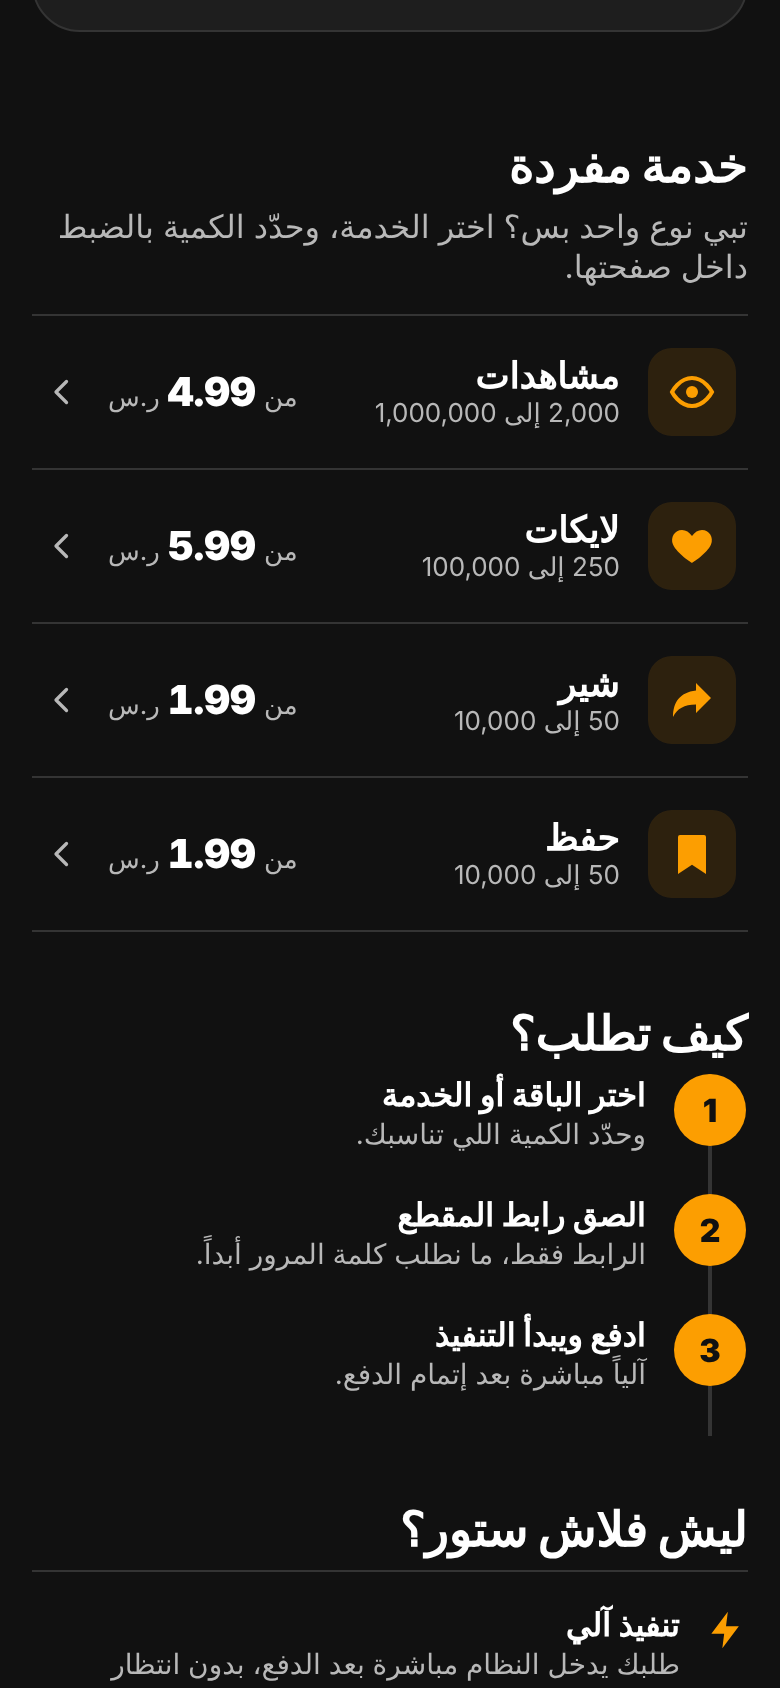 خدمة مفردة
تبي نوع واحد بس؟ اختر الخدمة، وحدّد الكمية بالضبط
داخل صفحتها.
مشاهدات
2,000 إلى 1,000,000
من 4.99 ر.س
لايكات
250 إلى 100,000
من 5.99 ر.س
شير
50 إلى 10,000
من 1.99 ر.س
حفظ
50 إلى 10,000
من 1.99 ر.س
كيف تطلب؟
1
اختر الباقة أو الخدمة
وحدّد الكمية اللي تناسبك.
2
الصق رابط المقطع
الرابط فقط، ما نطلب كلمة المرور أبداً.
3
ادفع ويبدأ التنفيذ
آلياً مباشرة بعد إتمام الدفع.
ليش فلاش ستور؟
تنفيذ آلي
طلبك يدخل النظام مباشرة بعد الدفع، بدون انتظار